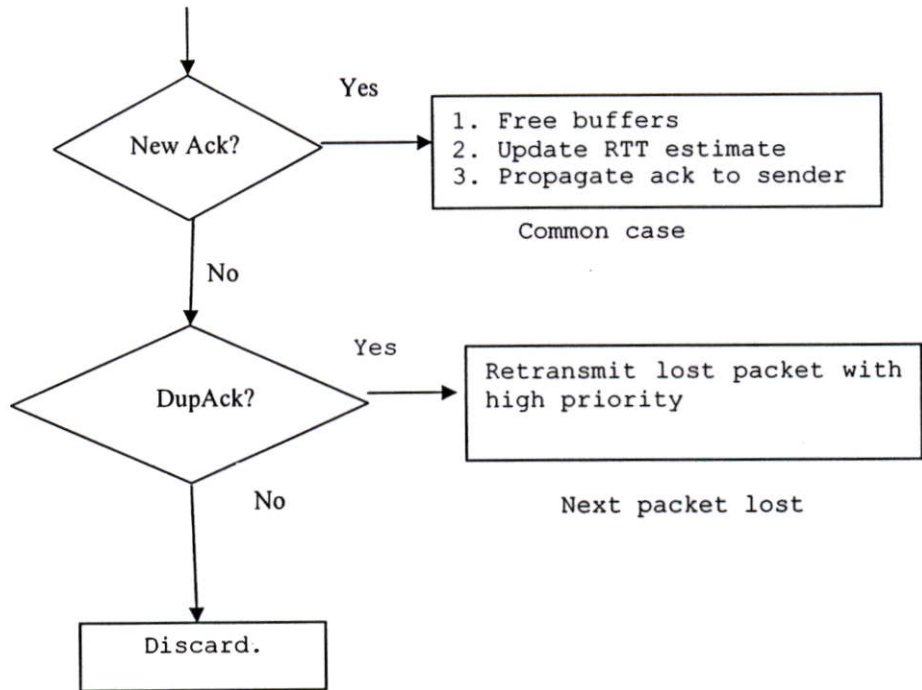 Yes
New Ack?
1. Free buffers
2. Update RTT estimate
3. Propagate ack to sender
Common case
No
Yes
DupAck?
Retransmit lost packet with
high priority
No
Next packet lost
Discard.